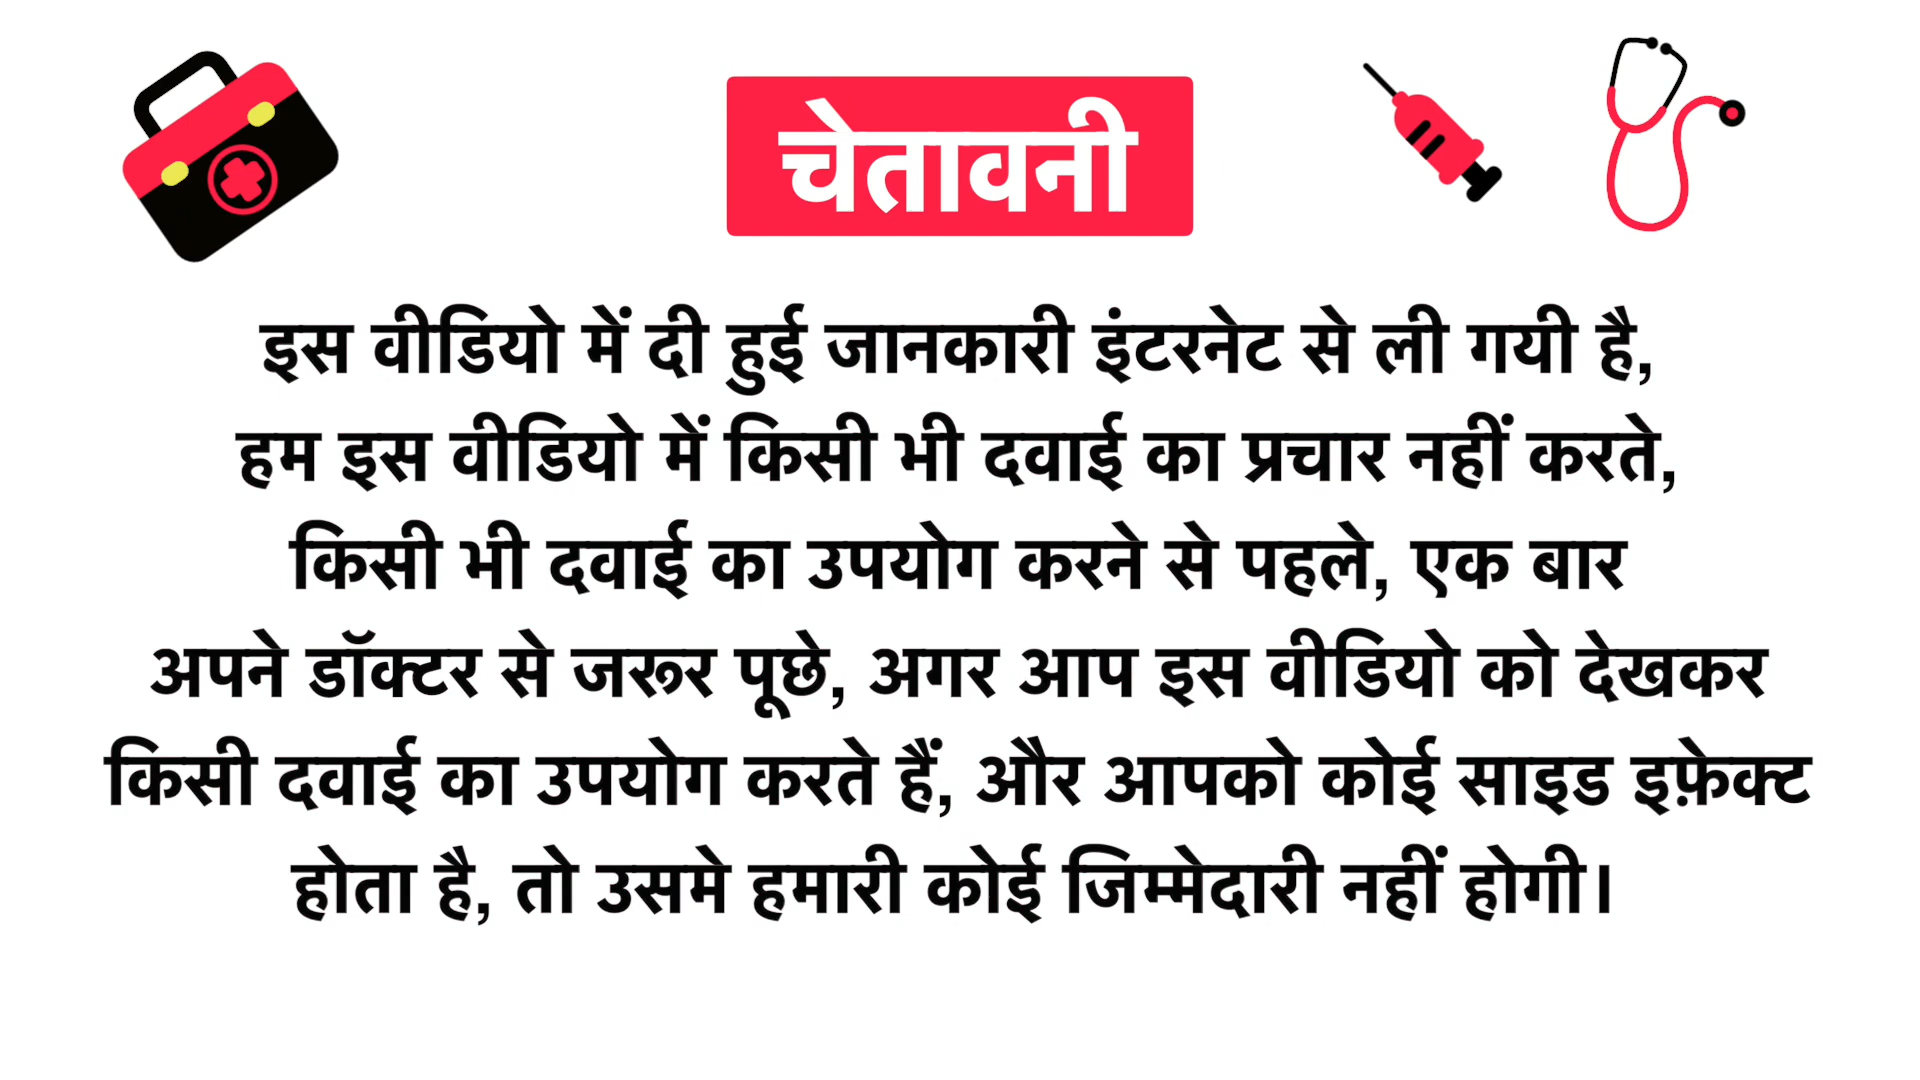 चेतावनी
इस वीडियो में दी हुई जानकारी इंटरनेट से ली गयी है,
हम इस वीडियो में किसी भी दवाई का प्रचार नहीं करते,
किसी भी दवाई का उपयोग करने से पहले, एक बार
अपने डॉक्टर से जरूर पूछे, अगर आप इस वीडियो को देखकर
किसी दवाई का उपयोग करते हैं, और आपको कोई साइड इफ़ेक्ट
होता है, तो उसमे हमारी कोई जिम्मेदारी नहीं होगी।